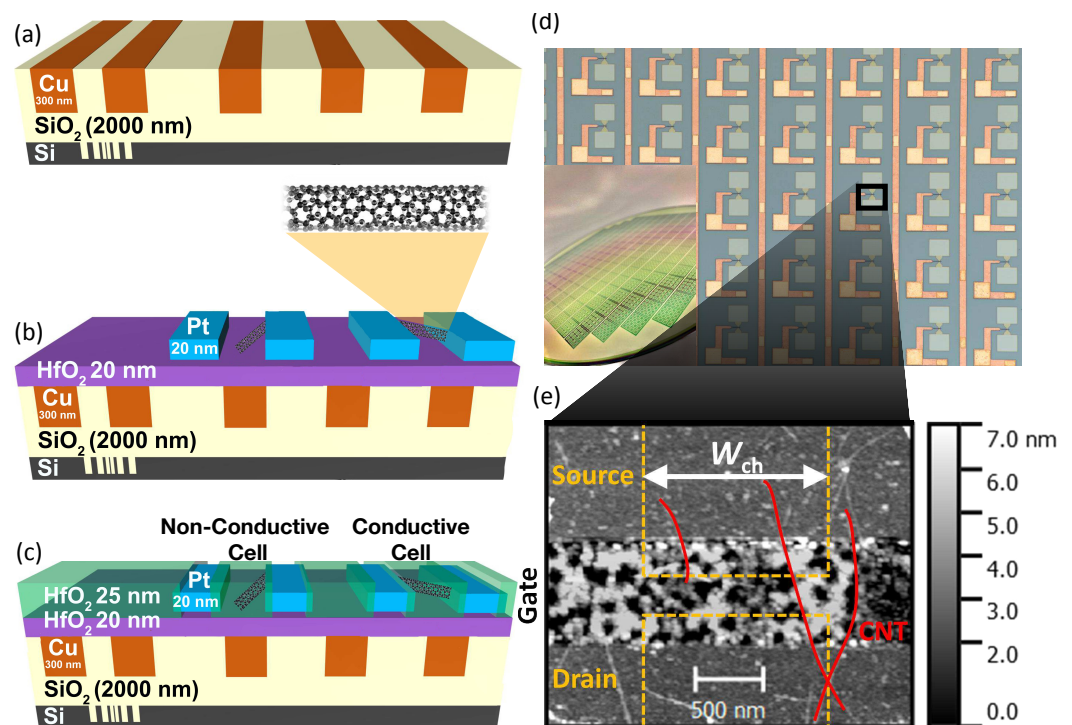 (a)
Cu
300 nm
SiO2 (2000 nm)
Si
(b)
Pt
20 nm
HfO2 20 nm
Cu
300 nm
SiO2 (2000 nm)
Si
Non-Conductive
Cell
Conductive
Cell
(c)
Pt
20 nm
HfO2 25 nm
HfO2 20 nm
Cu
300 nm
SiO2 (2000 nm)
Si
(d)
(e)
Source
Wch
Gate
CNT
Drain
500 nm
7.0 nm
6.0
5.0
4.0
3.0
2.0
0.0